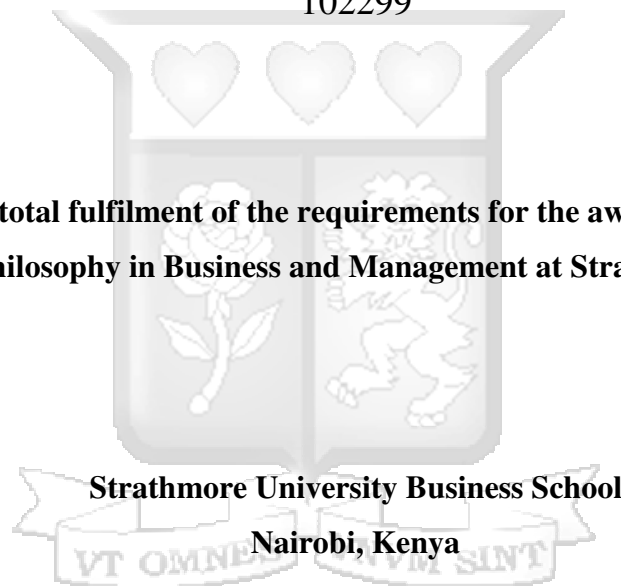 102299
total fulfilment of the requirements for the aw
hilosophy in Business and Management at Stra
Strathmore University Business School
Nairobi, Kenya
VT OMNES VNVM SINT